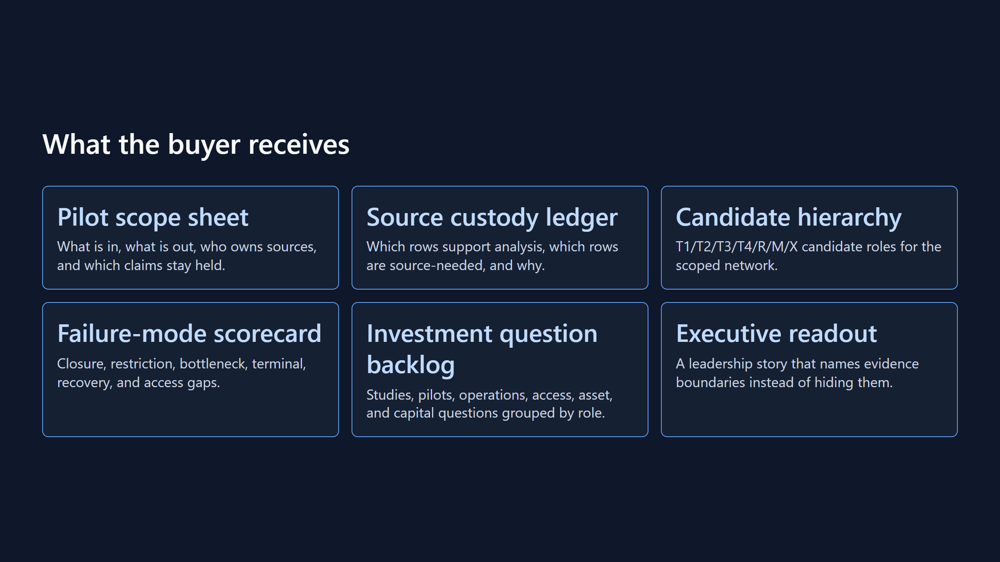 What the buyer receives
Pilot scope sheet
What is in, what is out, who owns sources,
and which claims stay held.
Source custody ledger
Which rows support analysis, which rows
are source-needed, and why.
Candidate hierarchy
T1/T2/T3/T4/R/M/X candidate roles for the
scoped network.
Failure-mode scorecard
Closure, restriction, bottleneck, terminal,
recovery, and access gaps.
Investment question
backlog
Studies, pilots, operations, access, asset,
and capital questions grouped by role.
Executive readout
A leadership story that names evidence
boundaries instead of hiding them.